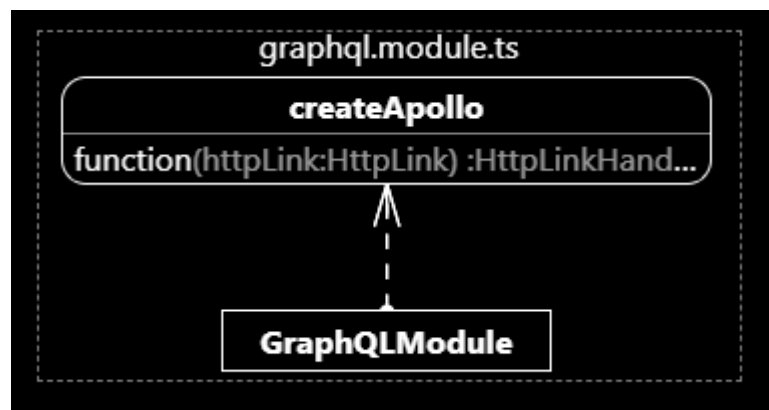 graphql.module.ts
createApollo
function(httpLink:HttpLink) :HttpLinkHand...
GraphQLModule